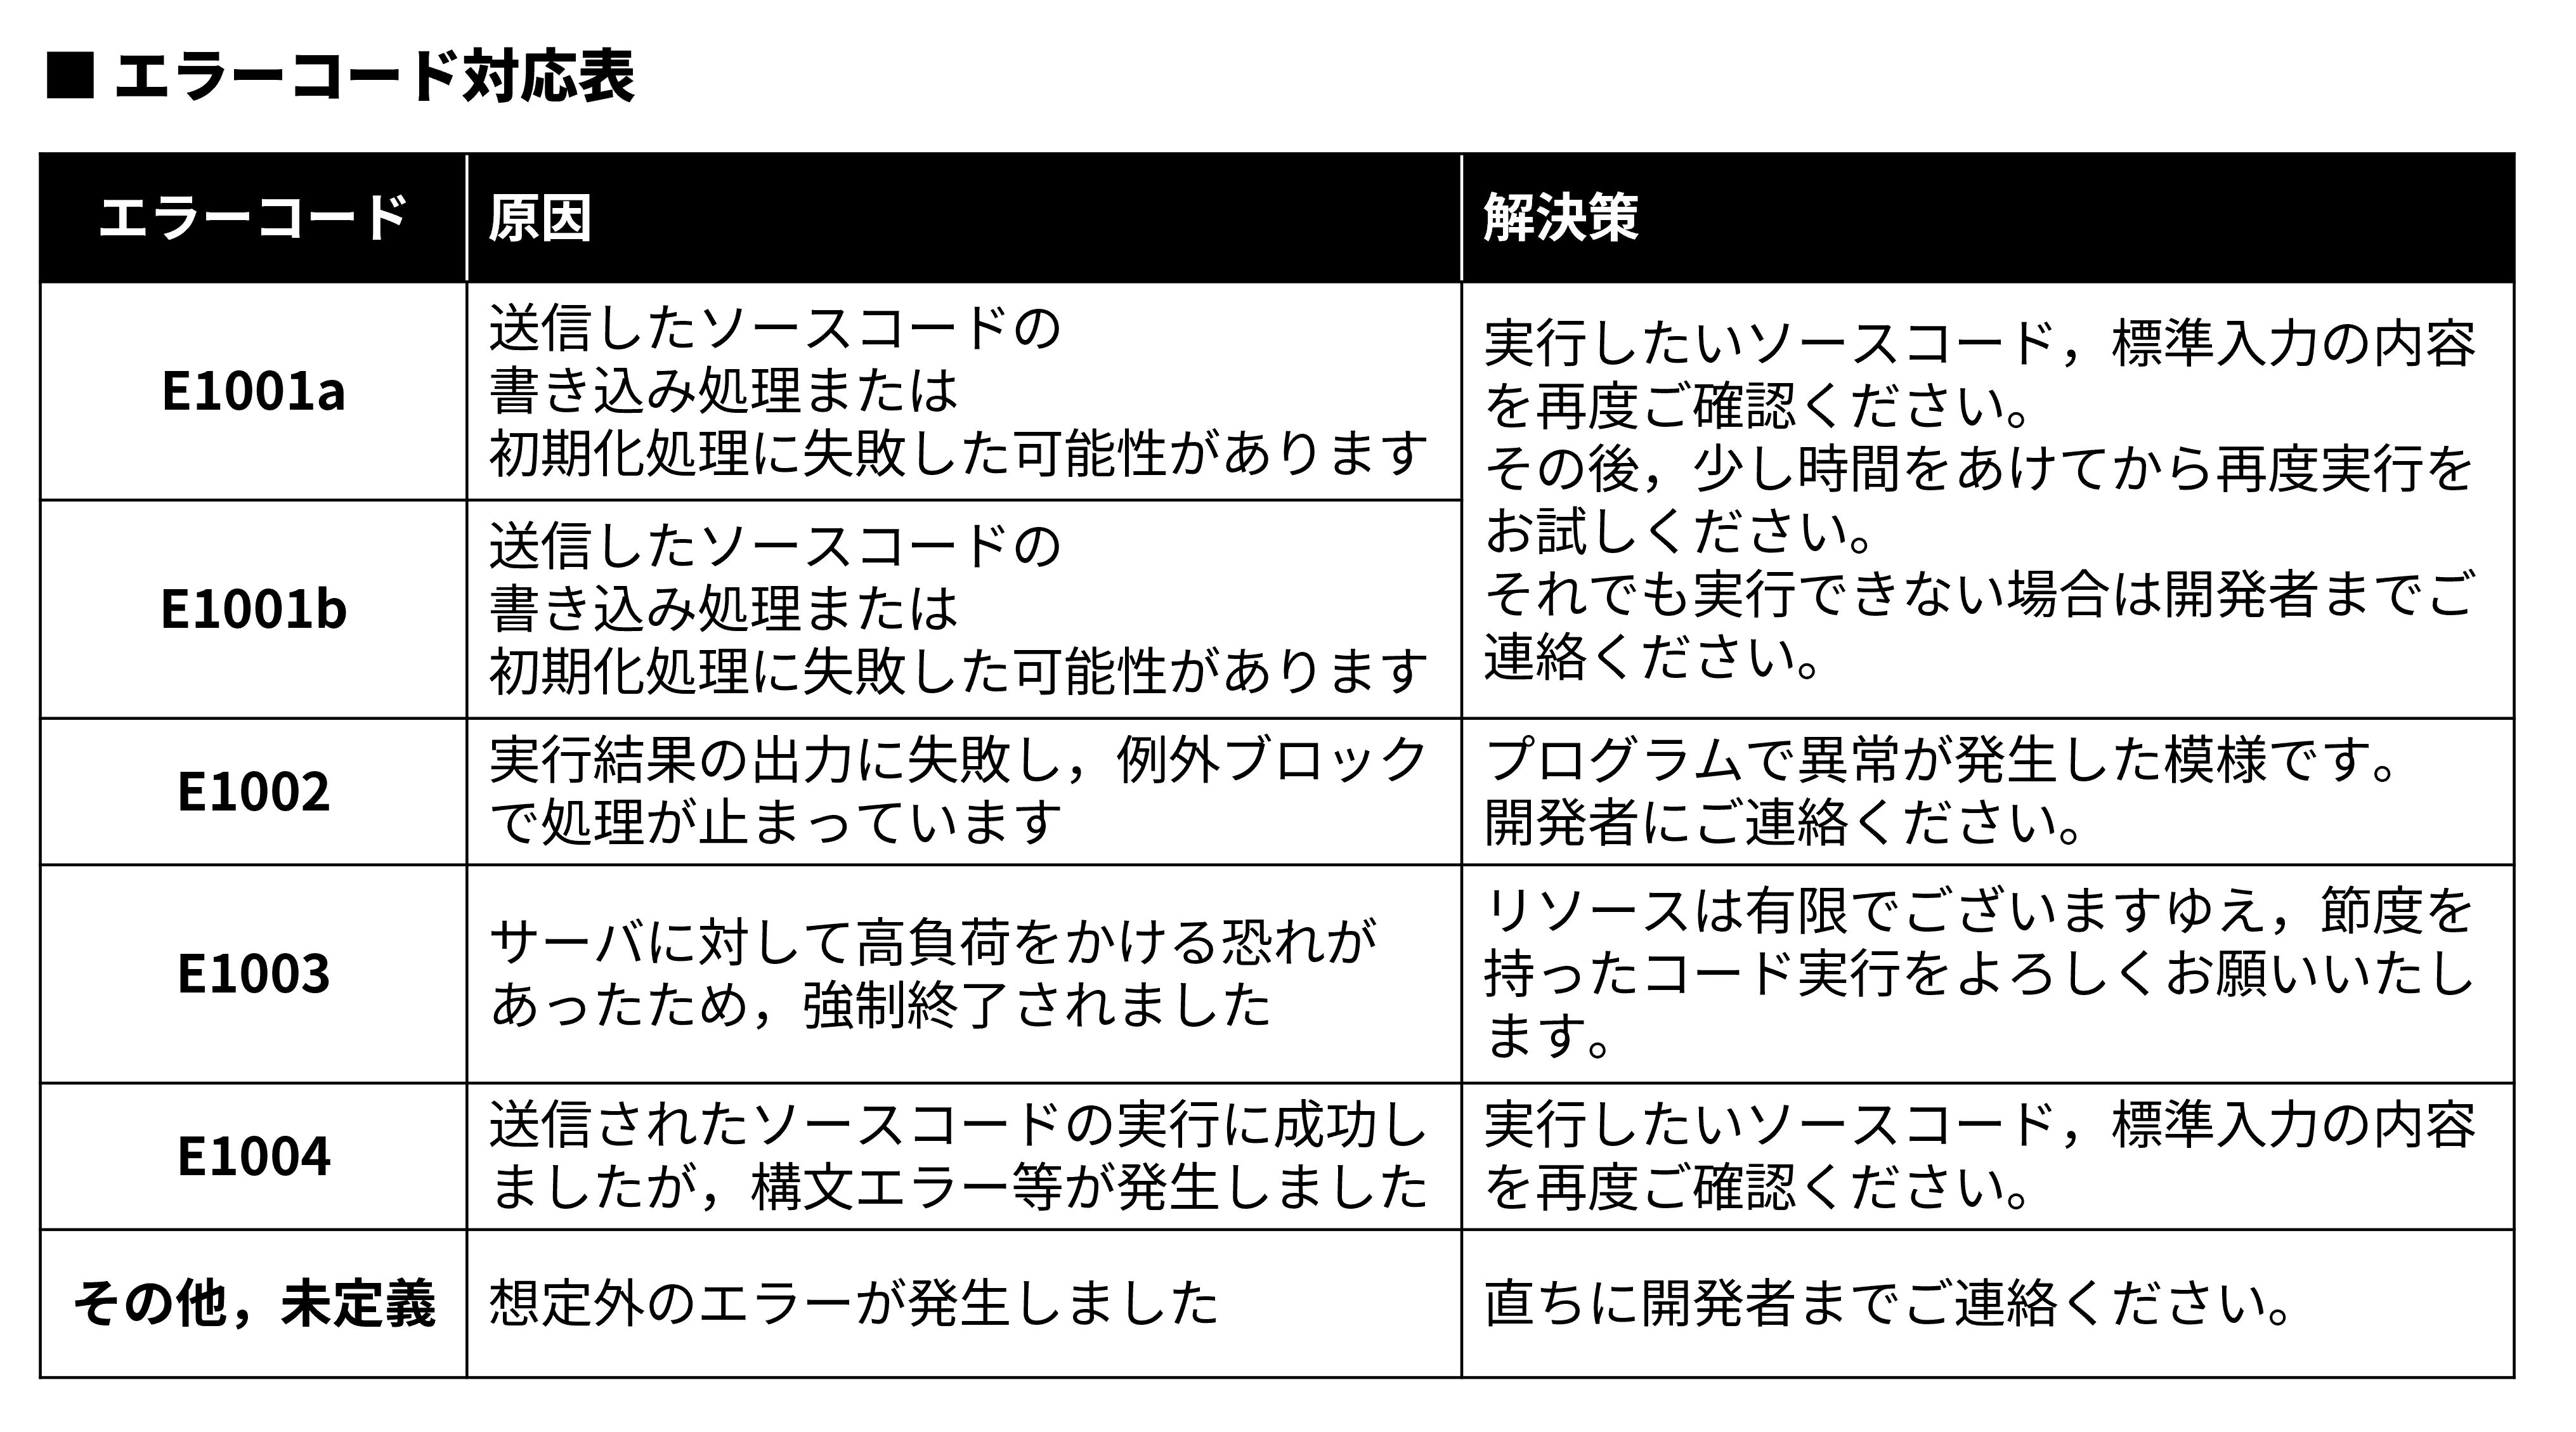 ■ エラーコード対応表
エラーコード
原因
解決策
E1001a
送信したソースコードの
書き込み処理または
初期化処理に失敗した可能性があります
実行したいソースコード，標準入力の内容
を再度ご確認ください。
その後，少し時間をあけてから再度実行を
お試しください。
それでも実行できない場合は開発者までご
連絡ください。
E1001b
送信したソースコードの
書き込み処理または
初期化処理に失敗した可能性があります
E1002
実行結果の出力に失敗し，例外ブロック
で処理が止まっています
プログラムで異常が発生した模様です。
開発者にご連絡ください。
E1003
サーバに対して高負荷をかける恐れが
あったため，強制終了されました
リソースは有限でございますゆえ，節度を
持ったコード実行をよろしくお願いいたし
ます。
E1004
送信されたソースコードの実行に成功し
ましたが，構文エラー等が発生しました
実行したいソースコード，標準入力の内容
を再度ご確認ください。
その他，未定義
想定外のエラーが発生しました
直ちに開発者までご連絡ください。